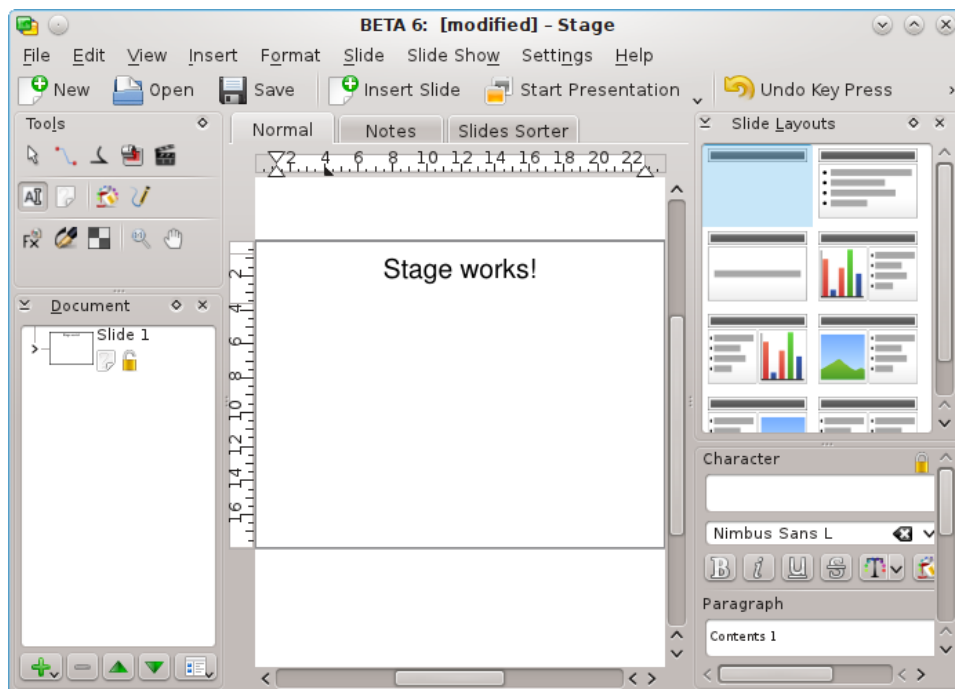 BETA 6:  [modified] – Stage
File Edit View Insert Format Slide Slide Show Settings Help
New Open Save Insert Slide Start Presentation Undo Key Press
Tools
Normal Notes Slides Sorter
Slide Layouts
2 4 6 8 10 12 14 16 18 20 22
2 4 6 8 10 12 14 16
Stage works!
Document
Slide 1
Character
Nimbus Sans L
B i U S T
Paragraph
Contents 1